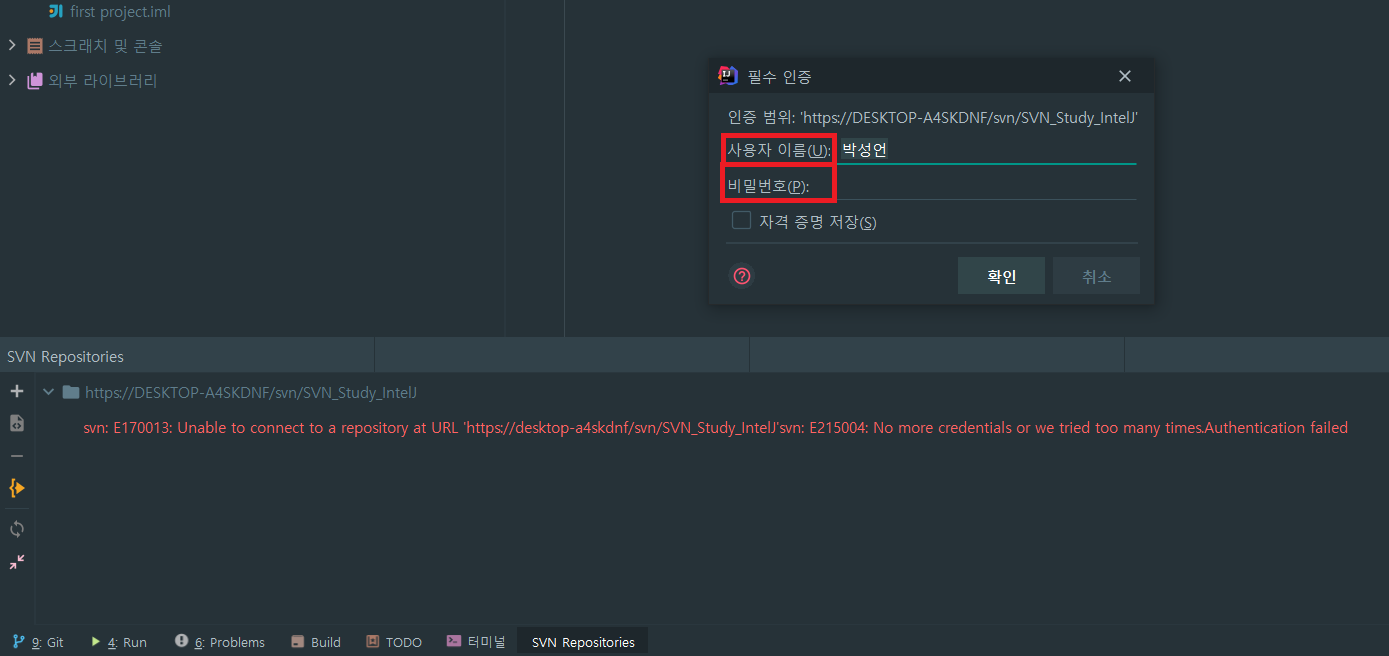 first project.iml
스크래치 및 콘솔
외부 라이브러리
필수 인증
인증 범위: 'https://DESKTOP-A4SKDNF/svn/SVN_Study_IntelJ'
사용자 이름(U): 박성언
비밀번호(P):
자격 증명 저장(S)
확인 취소
SVN Repositories
https://DESKTOP-A4SKDNF/svn/SVN_Study_IntelJ
svn: E170013: Unable to connect to a repository at URL 'https://desktop-a4skdnf/svn/SVN_Study_IntelJ'svn: E215004: No more credentials or we tried too many times.Authentication failed
9: Git 4: Run 6: Problems Build TODO 터미널 SVN Repositories